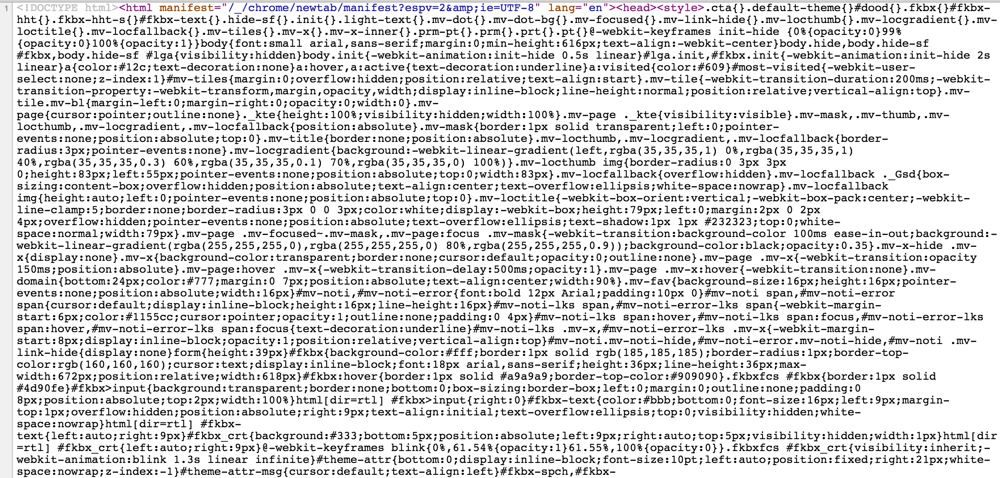 1 <!DOCTYPE html><html manifest="/_/chrome/newtab/manifest?espv=2&amp;ie=UTF-8" lang="en"><head><style>.cta{}.default-theme{}#dood{}.fkbx{}#fkbx-
hht{}.fkbx-hht-s{}#fkbx-text{}.hide-sf{}.init{}.light-text{}.mv-dot{}.mv-dot-bg{}.mv-focused{}.mv-link-hide{}.mv-locthumb{}.mv-locgradient{}.mv-
loctitle{}.mv-locfallback{}.mv-tiles{}.mv-x{}.mv-x-inner{}.prm-pt{}.prm{}.prt{}.pt{}@-webkit-keyframes init-hide {0%{opacity:0}99%
{opacity:0}100%{opacity:1}}body{font:small arial,sans-serif;margin:0;min-height:616px;text-align:-webkit-center}body.hide,body.hide-sf
#fkbx,body.hide-sf #lga{visibility:hidden}body.init{-webkit-animation:init-hide 0.5s linear}#lga.init,#fkbx.init{-webkit-animation:init-hide 2s
linear}a{color:#12c;text-decoration:none}a:hover,a:active{text-decoration:underline}a:visited{color:#609}#most-visited{-webkit-user-
select:none;z-index:1}#mv-tiles{margin:0;overflow:hidden;position:relative;text-align:start}.mv-tile{-webkit-transition-duration:200ms;-webkit-
transition-property:-webkit-transform,margin,opacity,width;display:inline-block;line-height:normal;position:relative;vertical-align:top}.mv-
tile.mv-bl{margin-left:0;margin-right:0;opacity:0;width:0}.mv-
page{cursor:pointer;outline:none}._kte{height:100%;visibility:hidden;width:100%}.mv-page ._kte{visibility:visible}.mv-mask,.mv-thumb,.mv-
locthumb,.mv-locgradient,.mv-locfallback{position:absolute}.mv-mask{border:1px solid transparent;left:0;pointer-
events:none;position:absolute;top:0}.mv-title{border:none;position:absolute}.mv-locthumb,.mv-locgradient,.mv-locfallback{border-
radius:3px;pointer-events:none}.mv-locgradient{background:-webkit-linear-gradient(left,rgba(35,35,35,1) 0%,rgba(35,35,35,1)
40%,rgba(35,35,35,0.3) 60%,rgba(35,35,35,0.1) 70%,rgba(35,35,35,0) 100%)}.mv-locthumb img{border-radius:0 3px 3px
0;height:83px;left:55px;pointer-events:none;position:absolute;top:0;width:83px}.mv-locfallback{overflow:hidden}.mv-locfallback ._Gsd{box-
sizing:content-box;overflow:hidden;position:absolute;text-align:center;text-overflow:ellipsis;white-space:nowrap}.mv-locfallback
img{height:auto;left:0;pointer-events:none;position:absolute;top:0}.mv-loctitle{-webkit-box-orient:vertical;-webkit-box-pack:center;-webkit-
line-clamp:5;border:none;border-radius:3px 0 0 3px;color:white;display:-webkit-box;height:79px;left:0;margin:2px 0 2px
4px;overflow:hidden;pointer-events:none;position:absolute;text-overflow:ellipsis;text-shadow:1px 1px #232323;top:0;white-
space:normal;width:79px}.mv-page .mv-focused~.mv-mask,.mv-page:focus .mv-mask{-webkit-transition:background-color 100ms ease-in-out;background:-
webkit-linear-gradient(rgba(255,255,255,0),rgba(255,255,255,0) 80%,rgba(255,255,255,0.9));background-color:black;opacity:0.35}.mv-x-hide .mv-
x{display:none}.mv-x{background-color:transparent;border:none;cursor:default;opacity:0;outline:none}.mv-page .mv-x{-webkit-transition:opacity
150ms;position:absolute}.mv-page:hover .mv-x{-webkit-transition-delay:500ms;opacity:1}.mv-page .mv-x:hover{-webkit-transition:none}.mv-
domain{bottom:24px;color:#777;margin:0 7px;position:absolute;text-align:center;width:90%}.mv-fav{background-size:16px;height:16px;pointer-
events:none;position:absolute;width:16px}#mv-noti,#mv-noti-error{font:bold 12px Arial;padding:10px 0}#mv-noti span,#mv-noti-error
span{cursor:default;display:inline-block;height:16px;line-height:16px}#mv-noti-lks span,#mv-noti-error-lks span{-webkit-margin-
start:6px;color:#1155cc;cursor:pointer;opacity:1;outline:none;padding:0 4px}#mv-noti-lks span:hover,#mv-noti-lks span:focus,#mv-noti-error-lks
span:hover,#mv-noti-error-lks span:focus{text-decoration:underline}#mv-noti-lks .mv-x,#mv-noti-error-lks .mv-x{-webkit-margin-
start:8px;display:inline-block;opacity:1;position:relative;vertical-align:top}#mv-noti.mv-noti-hide,#mv-noti-error.mv-noti-hide,#mv-noti .mv-
link-hide{display:none}form{height:39px}#fkbx{background-color:#fff;border:1px solid rgb(185,185,185);border-radius:1px;border-top-
color:rgb(160,160,160);cursor:text;display:inline-block;font:18px arial,sans-serif;height:36px;line-height:36px;max-
width:672px;position:relative;width:618px}#fkbx:hover{border:1px solid #a9a9a9;border-top-color:#909090}.fkbxfcs #fkbx{border:1px solid
#4d90fe}#fkbx>input{background:transparent;border:none;bottom:0;box-sizing:border-box;left:0;margin:0;outline:none;padding:0
8px;position:absolute;top:2px;width:100%}html[dir=rtl] #fkbx>input{right:0}#fkbx-text{color:#bbb;bottom:0;font-size:16px;left:9px;margin-
top:1px;overflow:hidden;position:absolute;right:9px;text-align:initial;text-overflow:ellipsis;top:0;visibility:hidden;white-
space:nowrap}html[dir=rtl] #fkbx-
text{left:auto;right:9px}#fkbx_crt{background:#333;bottom:5px;position:absolute;left:9px;right:auto;top:5px;visibility:hidden;width:1px}html[dir
=rtl] #fkbx_crt{left:auto;right:9px}@-webkit-keyframes blink{0%,61.54%{opacity:1}61.55%,100%{opacity:0}}.fkbxfcs #fkbx_crt{visibility:inherit;-
webkit-animation:blink 1.3s linear infinite}#theme-attr{bottom:0;display:inline-block;font-size:10pt;left:auto;position:fixed;right:21px;white-
space:nowrap;z-index:-1}#theme-attr-msg{cursor:default;text-align:left}#fkbx-spch,#fkbx-